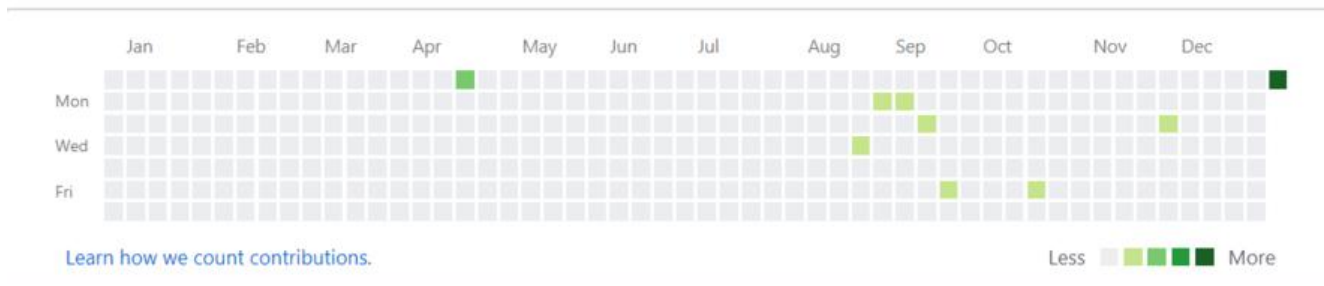 Jan Feb Mar Apr May Jun Jul Aug Sep Oct Nov Dec
Mon
Wed
Fri
Learn how we count contributions. Less More